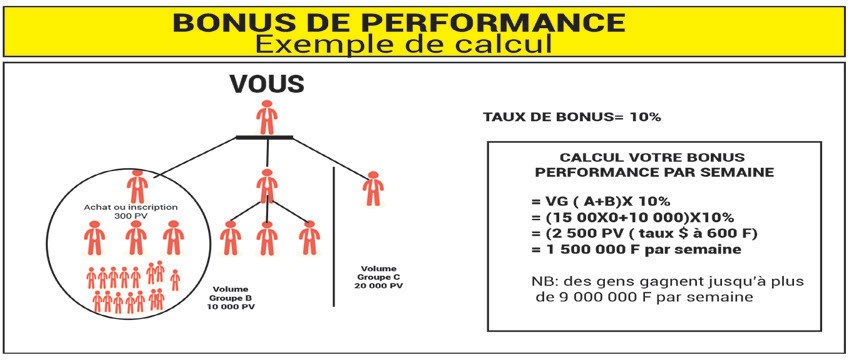 BONUS DE PERFORMANCE
Exemple de calcul
VOUS
Achat ou inscription
300 PV
Volume
Groupe B
10 000 PV
Volume
Groupe C
20 000 PV
TAUX DE BONUS= 10%
CALCUL VOTRE BONUS
PERFORMANCE PAR SEMAINE
= VG ( A+B)X 10%
= (15 00X0+10 000)X10%
= (2 500 PV ( taux $ à 600 F)
= 1 500 000 F par semaine
NB: des gens gagnent jusqu'à plus
de 9 000 000 F par semaine